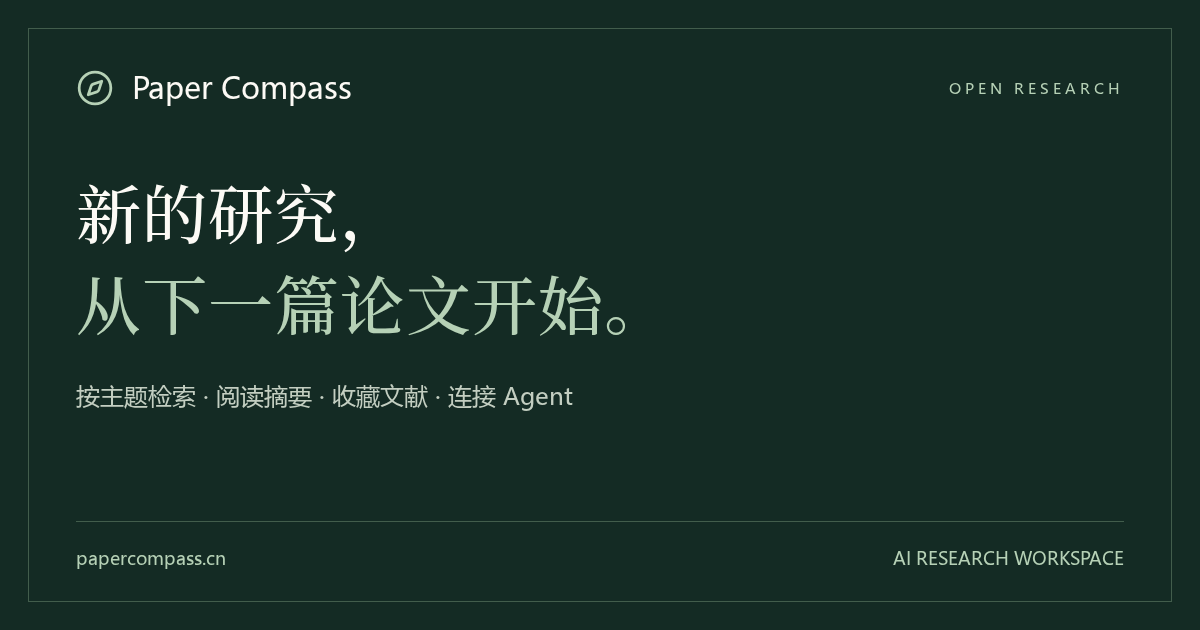 Paper Compass
OPEN RESEARCH
新的研究，
从下一篇论文开始。
按主题检索 · 阅读摘要 · 收藏文献 · 连接 Agent
papercompass.cn
AI RESEARCH WORKSPACE